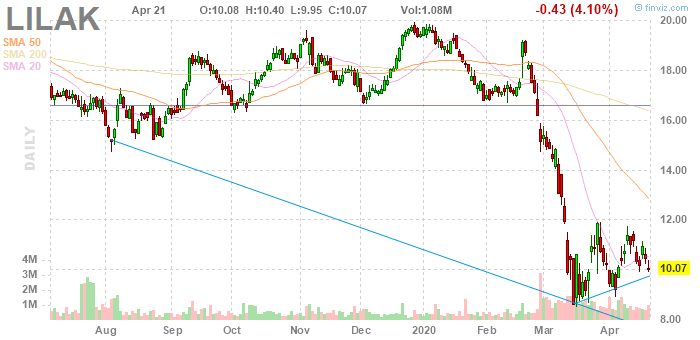 LILAK
Apr 21 O:10.08 H:10.40 L:9.95 C:10.07 Vol:1.08M -0.43 (4.10%)
© finviz.com
SMA 50
SMA 200
SMA 20
DAILY
20.00
18.00
16.00
14.00
12.00
10.07
8.00
4M
3M
2M
1M
Aug Sep Oct Nov Dec 2020 Feb Mar Apr